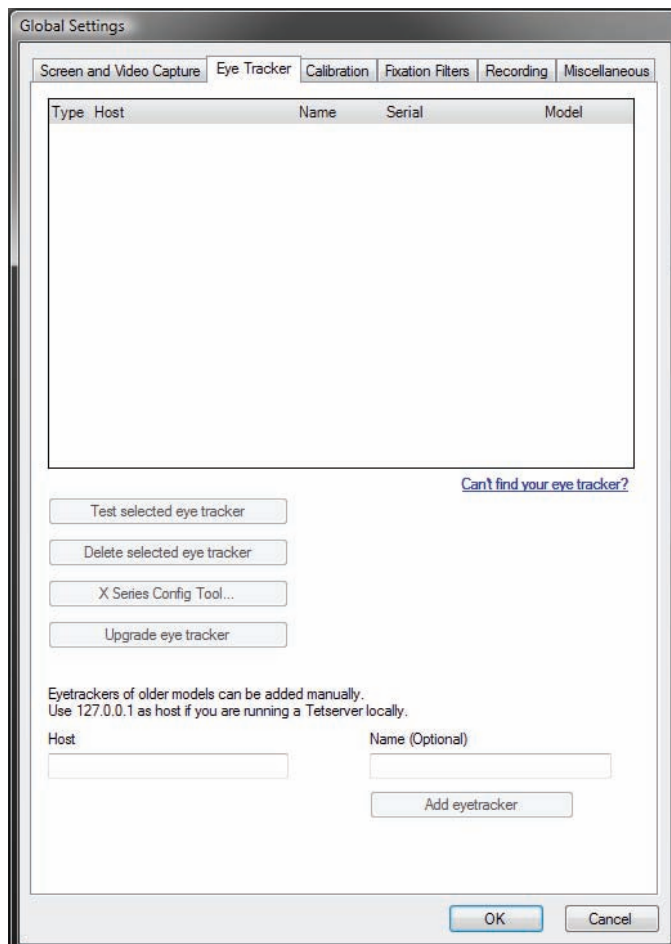 Global Settings
Screen and Video Capture Eye Tracker Calibration Fixation Filters Recording Miscellaneous
Type Host Name Serial Model
Can't find your eye tracker?
Test selected eye tracker
Delete selected eye tracker
X Series Config Tool...
Upgrade eye tracker
Eyetrackers of older models can be added manually.
Use 127.0.0.1 as host if you are running a Tetserver locally.
Host Name (Optional)
Add eyetracker
OK Cancel